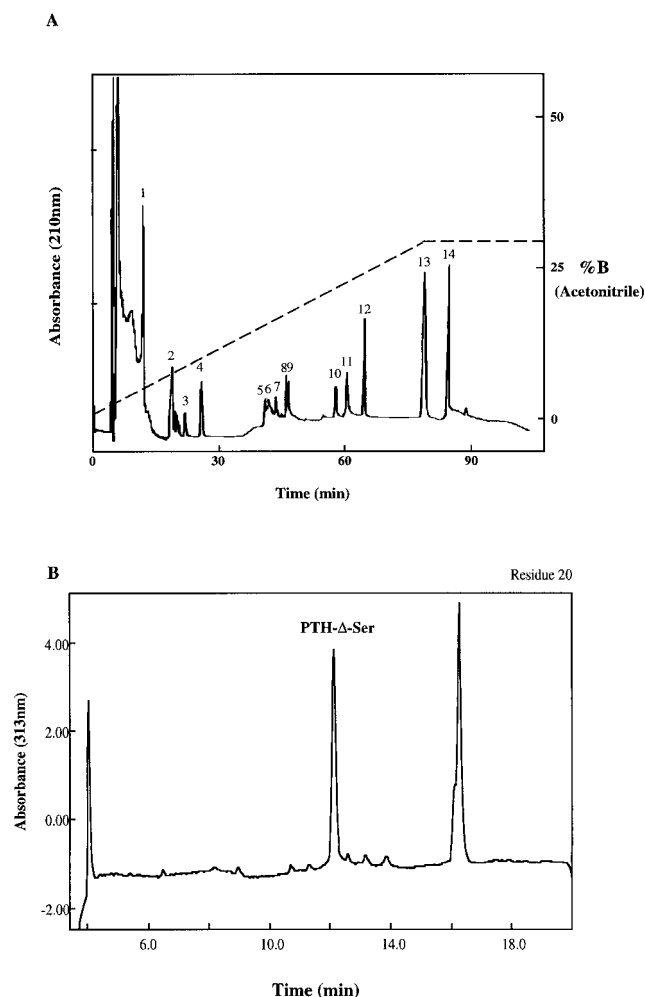 A
Absorbance (210nm)
50
25
0
%B
(Acetonitrile)
1
2
3
4
5 6 7
89
10
11
12
13
14
0 30 60 90
Time (min)
B
Residue 20
PTH-Δ-Ser
Absorbance (313nm)
4.00
2.00
0.00
-2.00
6.0 10.0 14.0 18.0
Time (min)